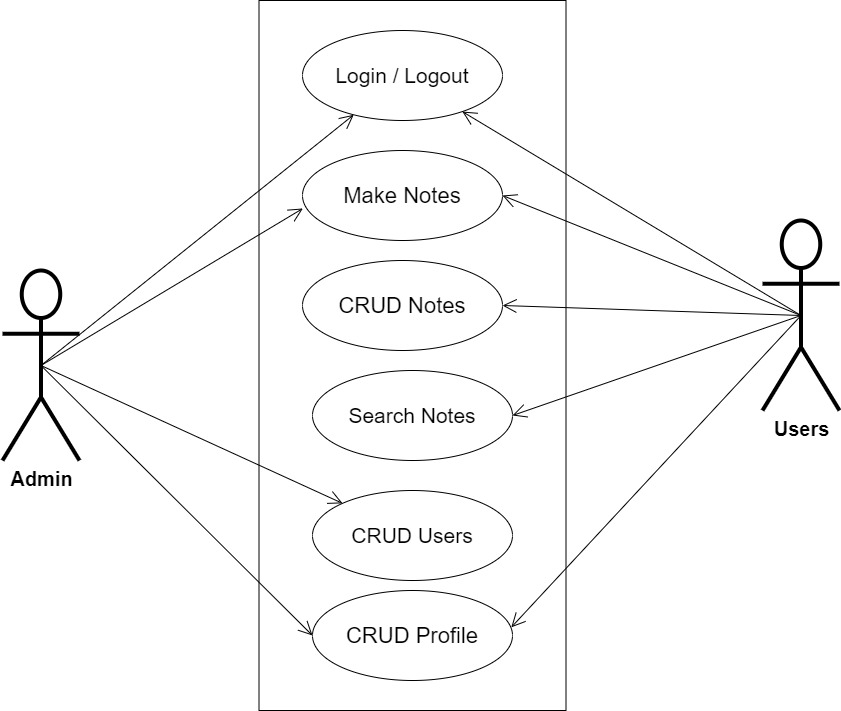 Login / Logout
Make Notes
CRUD Notes
Search Notes
CRUD Users
CRUD Profile
Admin
Users